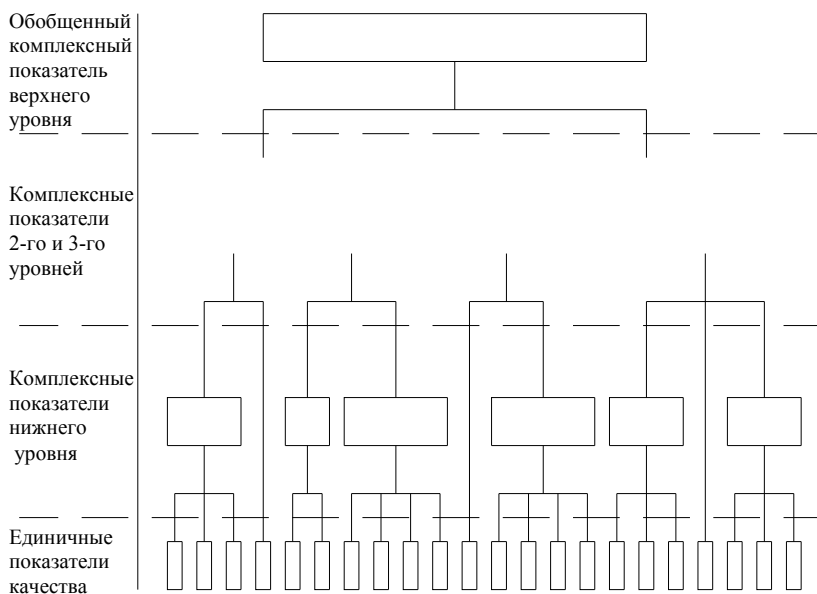 Обобщенный
комплексный
показатель
верхнего
уровня
Комплексные
показатели
2-го и 3-го
уровней
Комплексные
показатели
нижнего
уровня
Единичные
показатели
качества